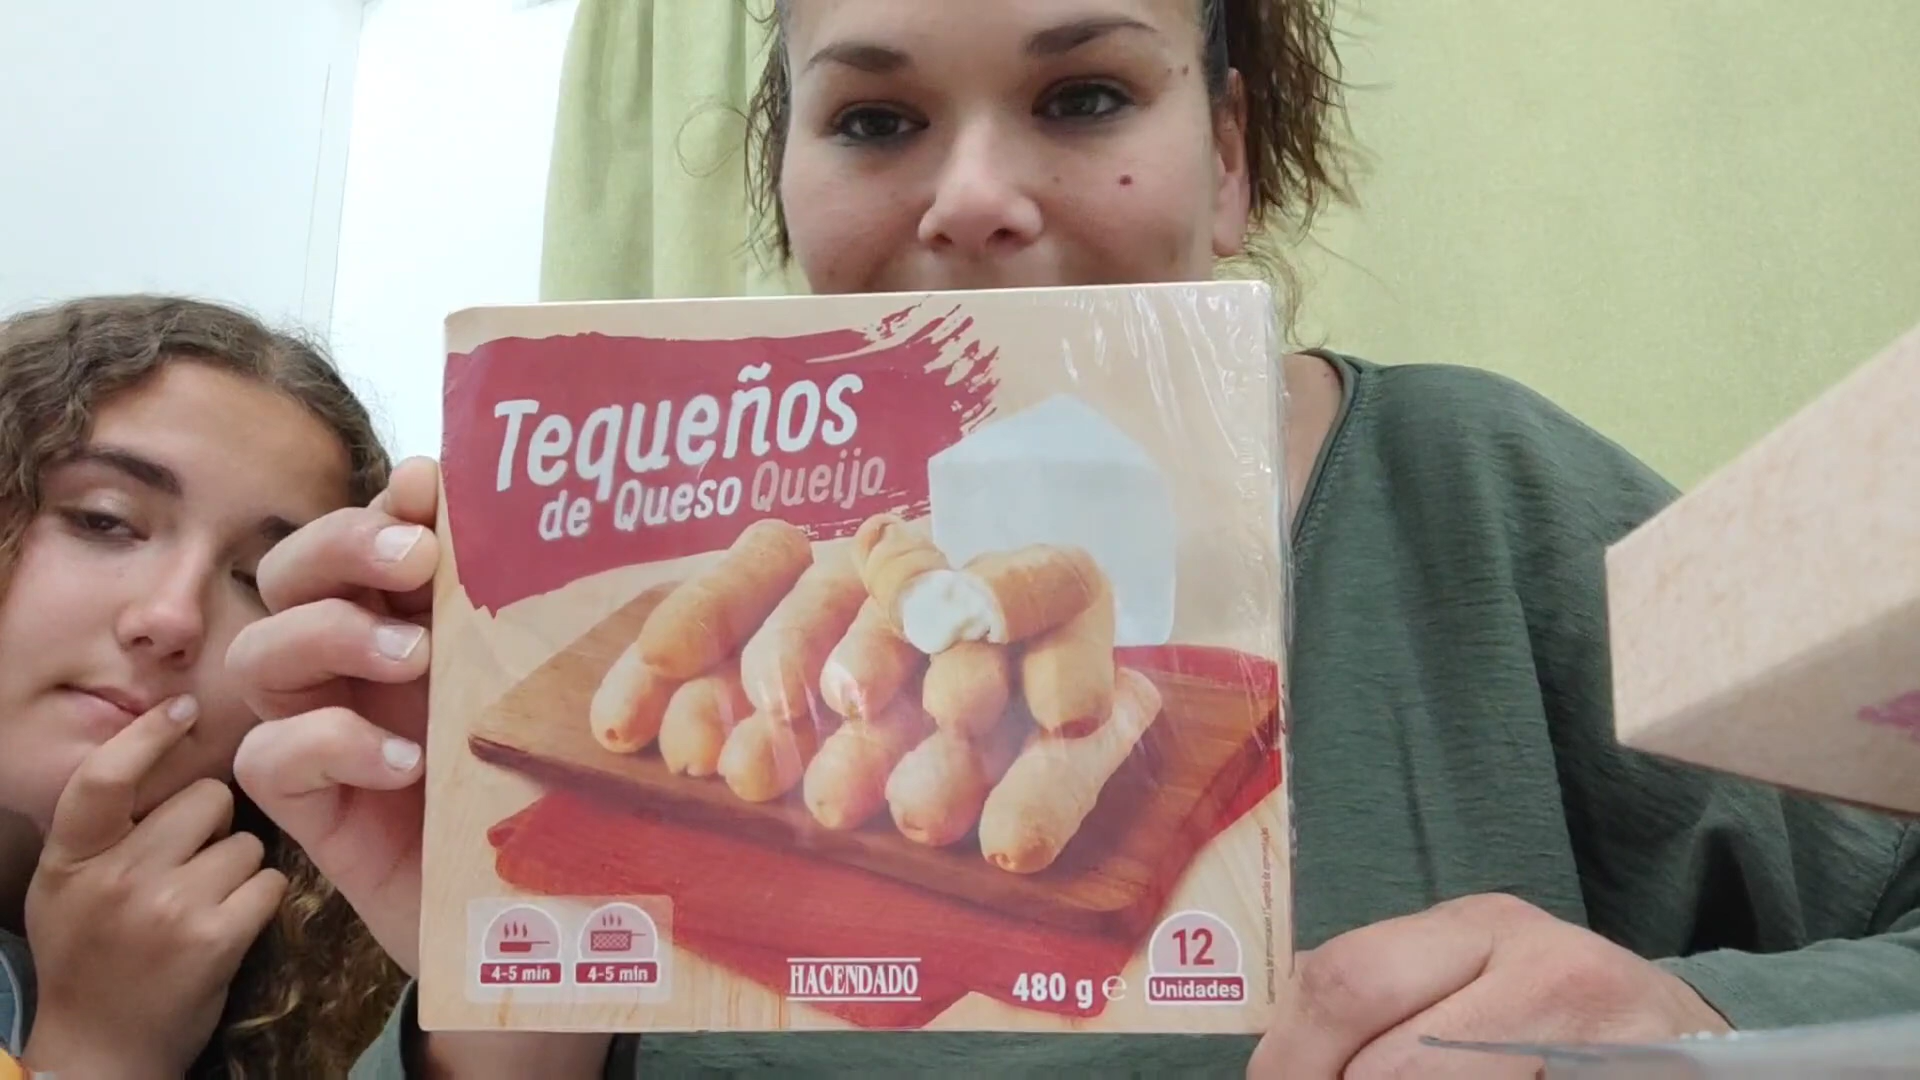 Tequeños
de Queso Queijo
4-5 min
4-5 min
HACENDADO
480 g e
12
Unidades